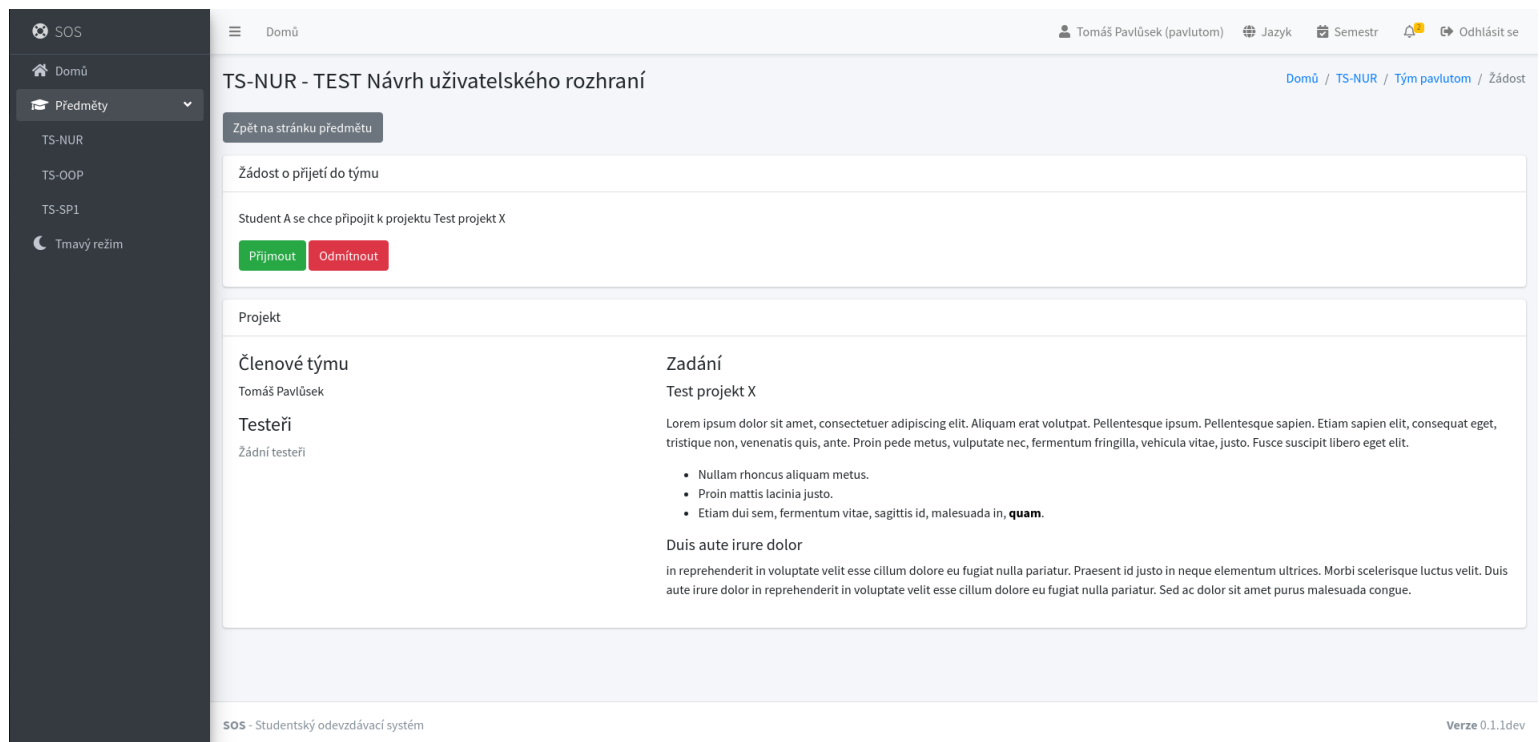 SOS
Domů
Tomáš Pavlůsek (pavlutom)
Jazyk
Semestr
2
Odhlásit se
Domů
Předměty
TS-NUR
TS-OOP
TS-SP1
Tmavý režim
TS-NUR - TEST Návrh uživatelského rozhraní
Domů / TS-NUR / Tým pavlutom / Žádost
Zpět na stránku předmětu
Žádost o přijetí do týmu
Student A se chce připojit k projektu Test projekt X
Přijmout
Odmítnout
Projekt
Členové týmu
Tomáš Pavlůsek
Testeři
Žádní testeři
Zadání
Test projekt X
Lorem ipsum dolor sit amet, consectetuer adipiscing elit. Aliquam erat volutpat. Pellentesque ipsum. Pellentesque sapien. Etiam sapien elit, consequat eget,
tristique non, venenatis quis, ante. Proin pede metus, vulputate nec, fermentum fringilla, vehicula vitae, justo. Fusce suscipit libero eget elit.
• Nullam rhoncus aliquam metus.
• Proin mattis lacinia justo.
• Etiam dui sem, fermentum vitae, sagittis id, malesuada in, quam.
Duis aute irure dolor
in reprehenderit in voluptate velit esse cillum dolore eu fugiat nulla pariatur. Praesent id justo in neque elementum ultrices. Morbi scelerisque luctus velit. Duis
aute irure dolor in reprehenderit in voluptate velit esse cillum dolore eu fugiat nulla pariatur. Sed ac dolor sit amet purus malesuada congue.
SOS - Studentský odevzdávací systém
Verze 0.1.1dev